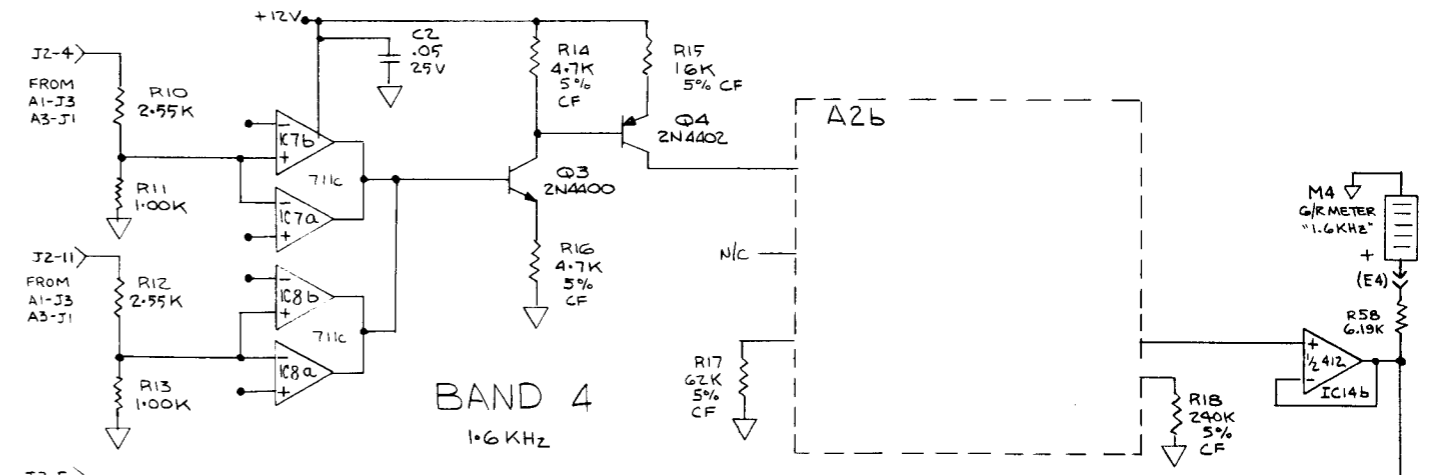 +12V
C2
.05
25V
J2-4
FROM
A1-J3
A3-J1
R10
2.55K
R11
1.00K
IC7b
-
+
711c
IC7a
-
+
R14
4.7K
5%
CF
R15
16K
5% CF
Q4
2N4402
Q3
2N4400
A2b
M4
G/R METER
"1.6KHz"
+
(E4)
J2-11
FROM
A1-J3
A3-J1
R12
2.55K
R13
1.00K
IC8b
-
+
711c
IC8a
-
+
R16
4.7K
5%
CF
N/C
R58
6.19K
R17
62K
5%
CF
+
1/2 412
-
IC14b
R18
240K
5%
CF
BAND 4
1.6 KHz